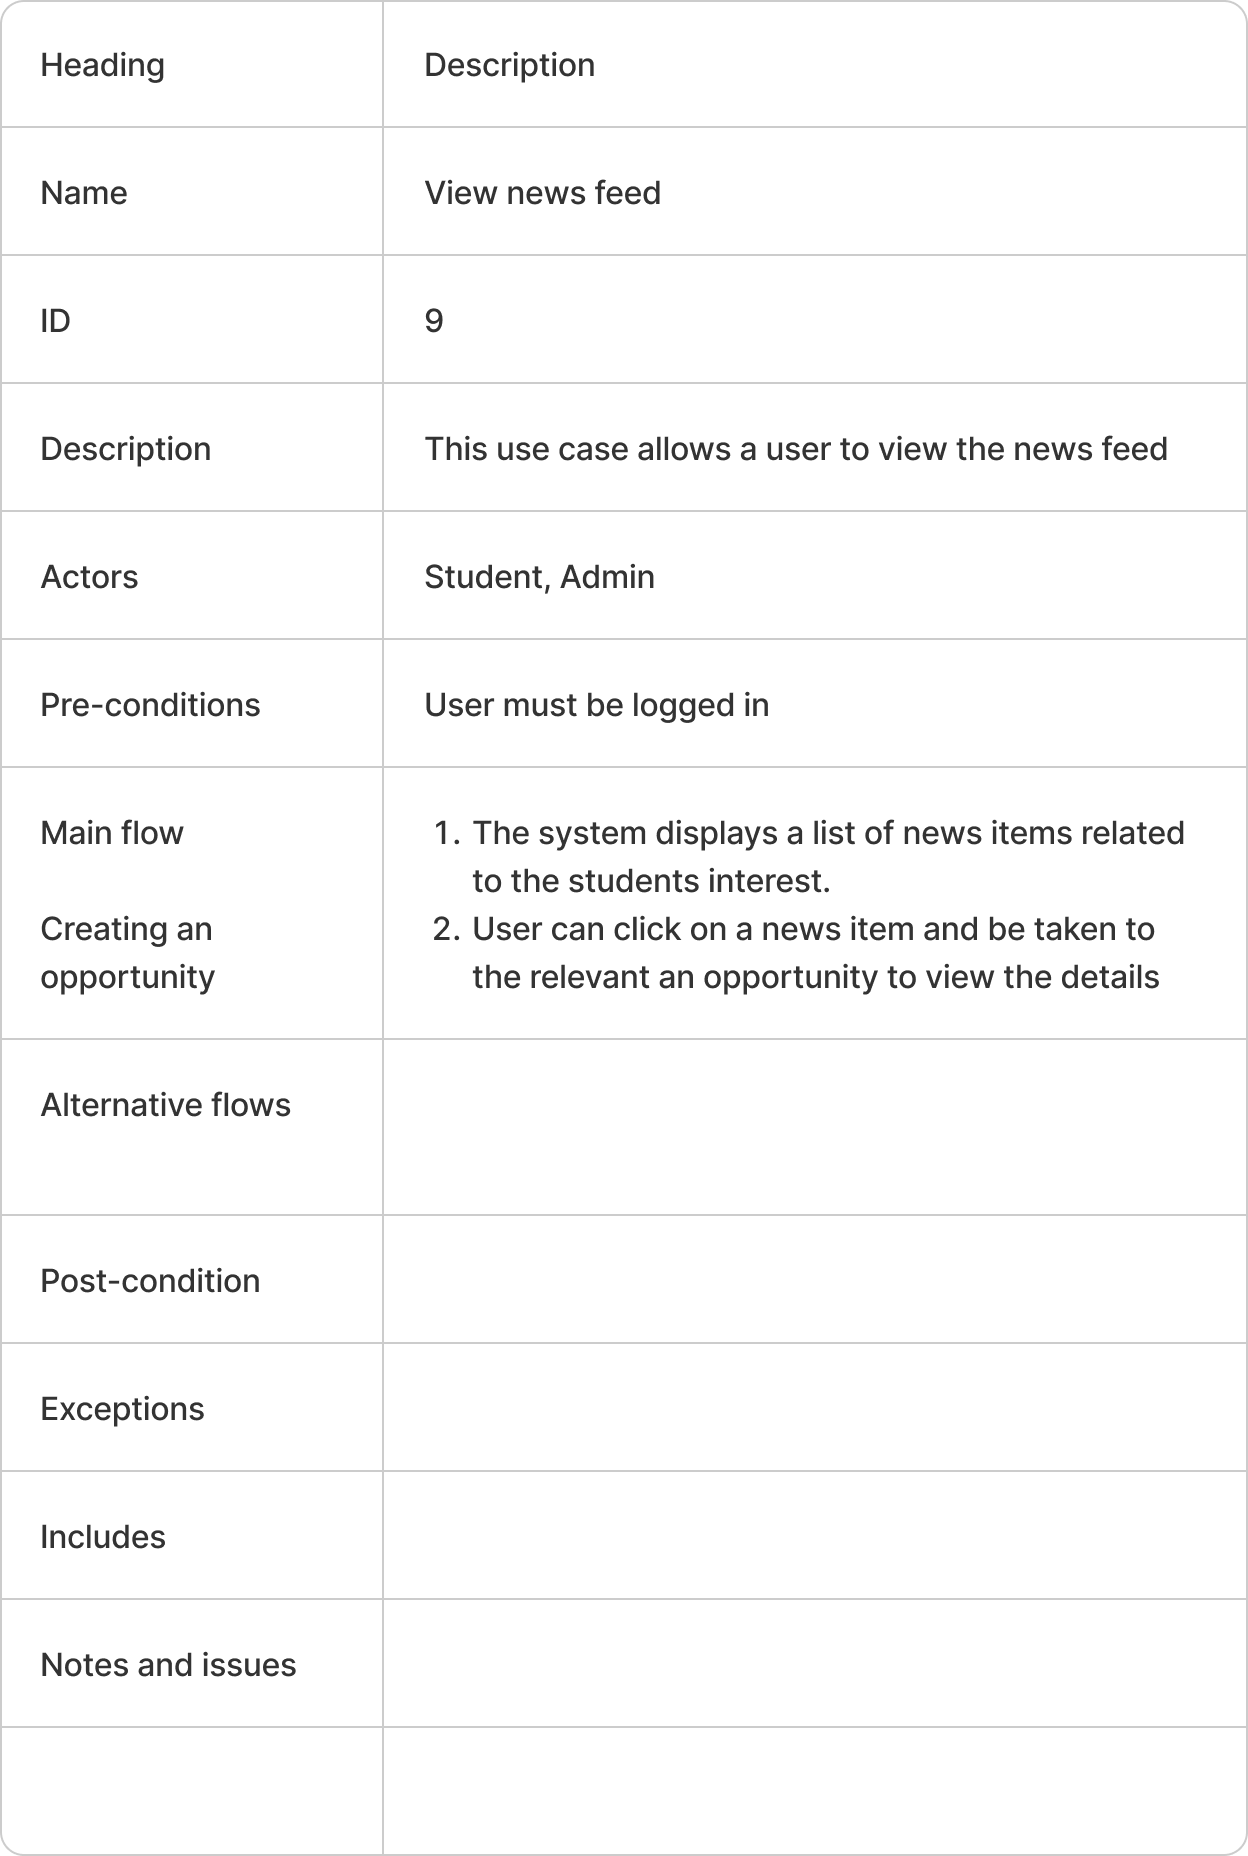 Heading
Description
Name
View news feed
ID
9
Description
This use case allows a user to view the news feed
Actors
Student, Admin
Pre-conditions
User must be logged in
Main flow
Creating an
opportunity
1. The system displays a list of news items related
to the students interest.
2. User can click on a news item and be taken to
the relevant an opportunity to view the details
Alternative flows
Post-condition
Exceptions
Includes
Notes and issues